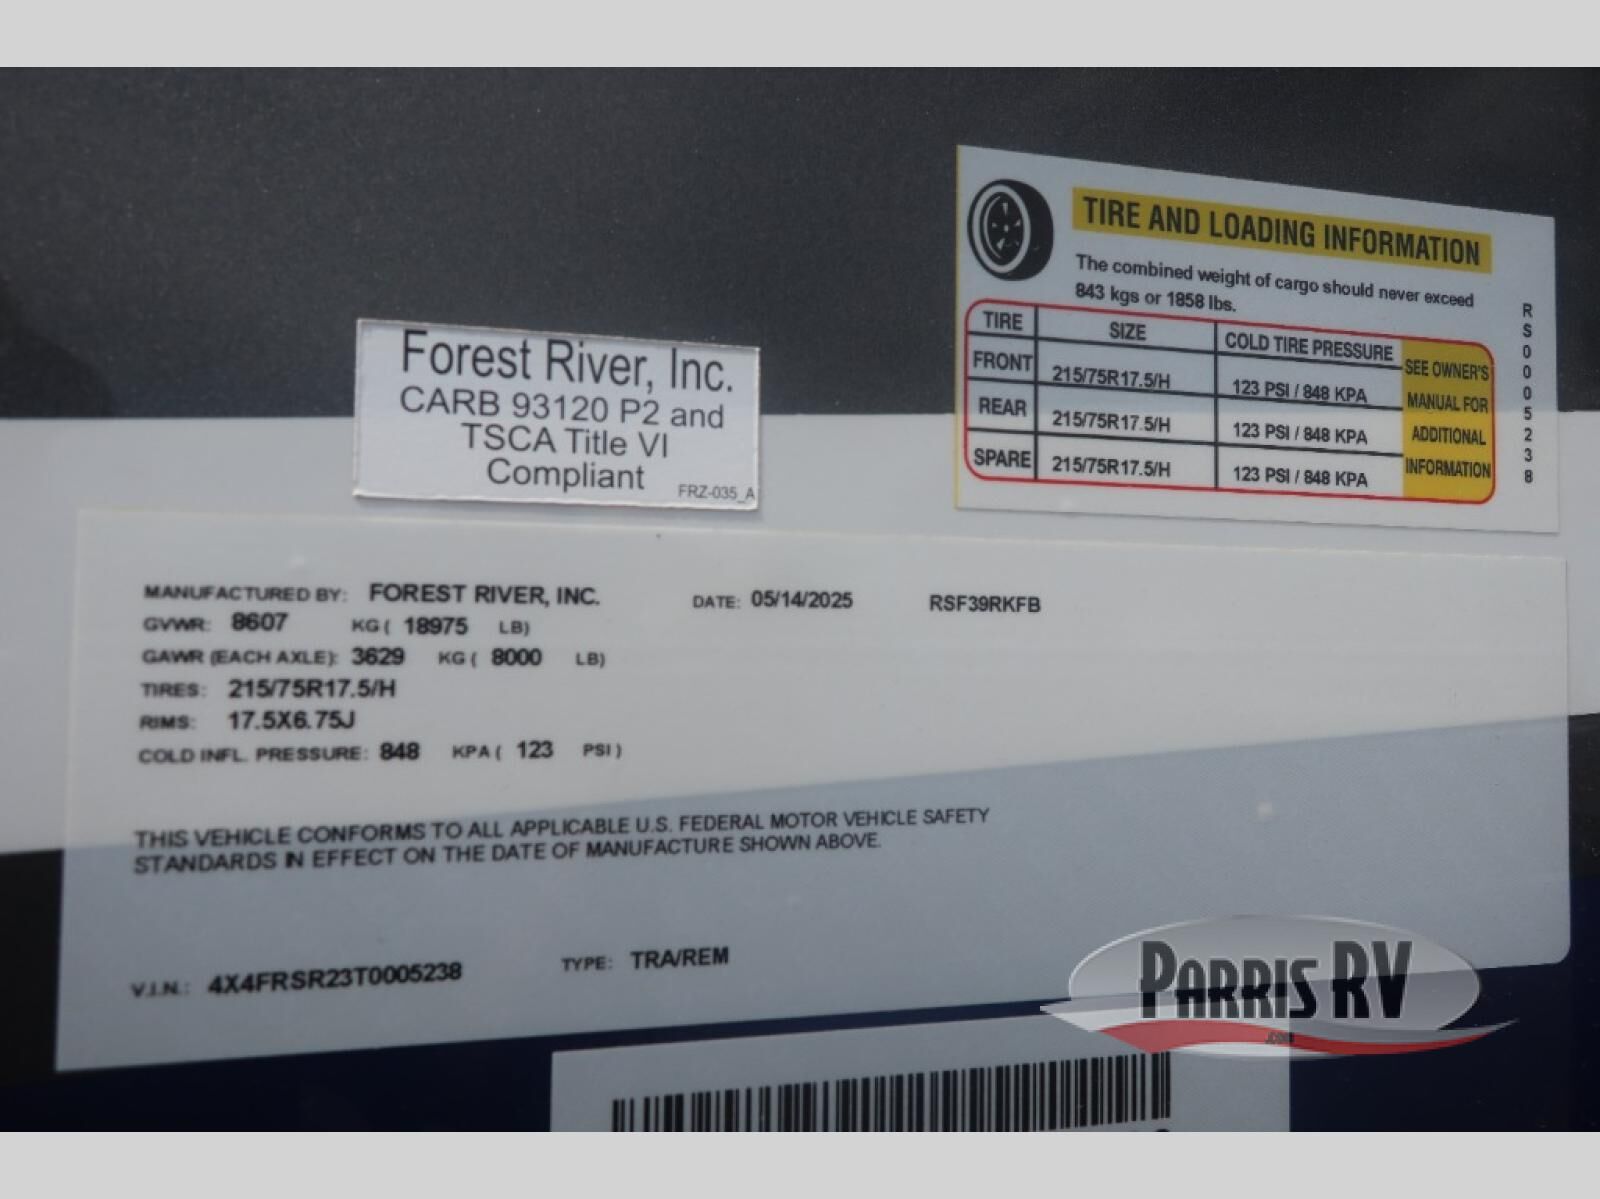 TIRE AND LOADING INFORMATION
The combined weight of cargo should never exceed
843 kgs or 1858 lbs.
TIRE SIZE COLD TIRE PRESSURE
FRONT 215/75R17.5/H 123 PSI / 848 KPA
REAR 215/75R17.5/H 123 PSI / 848 KPA
SPARE 215/75R17.5/H 123 PSI / 848 KPA
SEE OWNER'S
MANUAL FOR
ADDITIONAL
INFORMATION
RS0005238
Forest River, Inc.
CARB 93120 P2 and
TSCA Title VI
Compliant
FRZ-035_A
MANUFACTURED BY: FOREST RIVER, INC. DATE: 05/14/2025 RSF39RKFB
GVWR: 8607 KG ( 18975 LB)
GAWR (EACH AXLE): 3629 KG ( 8000 LB)
TIRES: 215/75R17.5/H
RIMS: 17.5X6.75J
COLD INFL. PRESSURE: 848 KPA ( 123 PSI )
THIS VEHICLE CONFORMS TO ALL APPLICABLE U.S. FEDERAL MOTOR VEHICLE SAFETY
STANDARDS IN EFFECT ON THE DATE OF MANUFACTURE SHOWN ABOVE.
V.I.N.: 4X4FRSR23T0005238 TYPE: TRA/REM
PARRIS RV
.COM